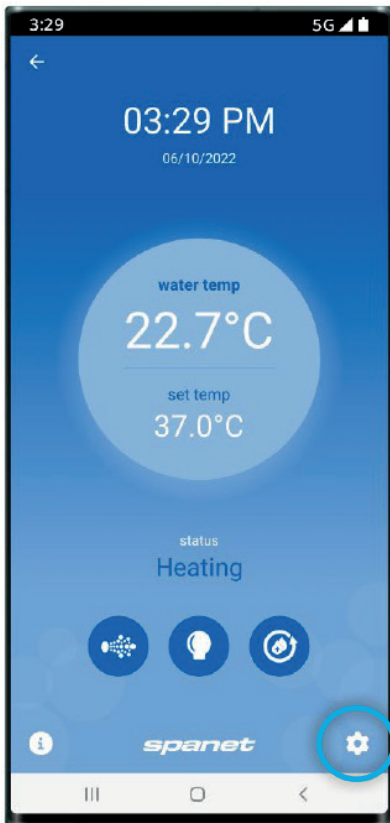 3:29 5G
03:29 PM
06/10/2022
water temp
22.7°C
set temp
37.0°C
status
Heating
spanet